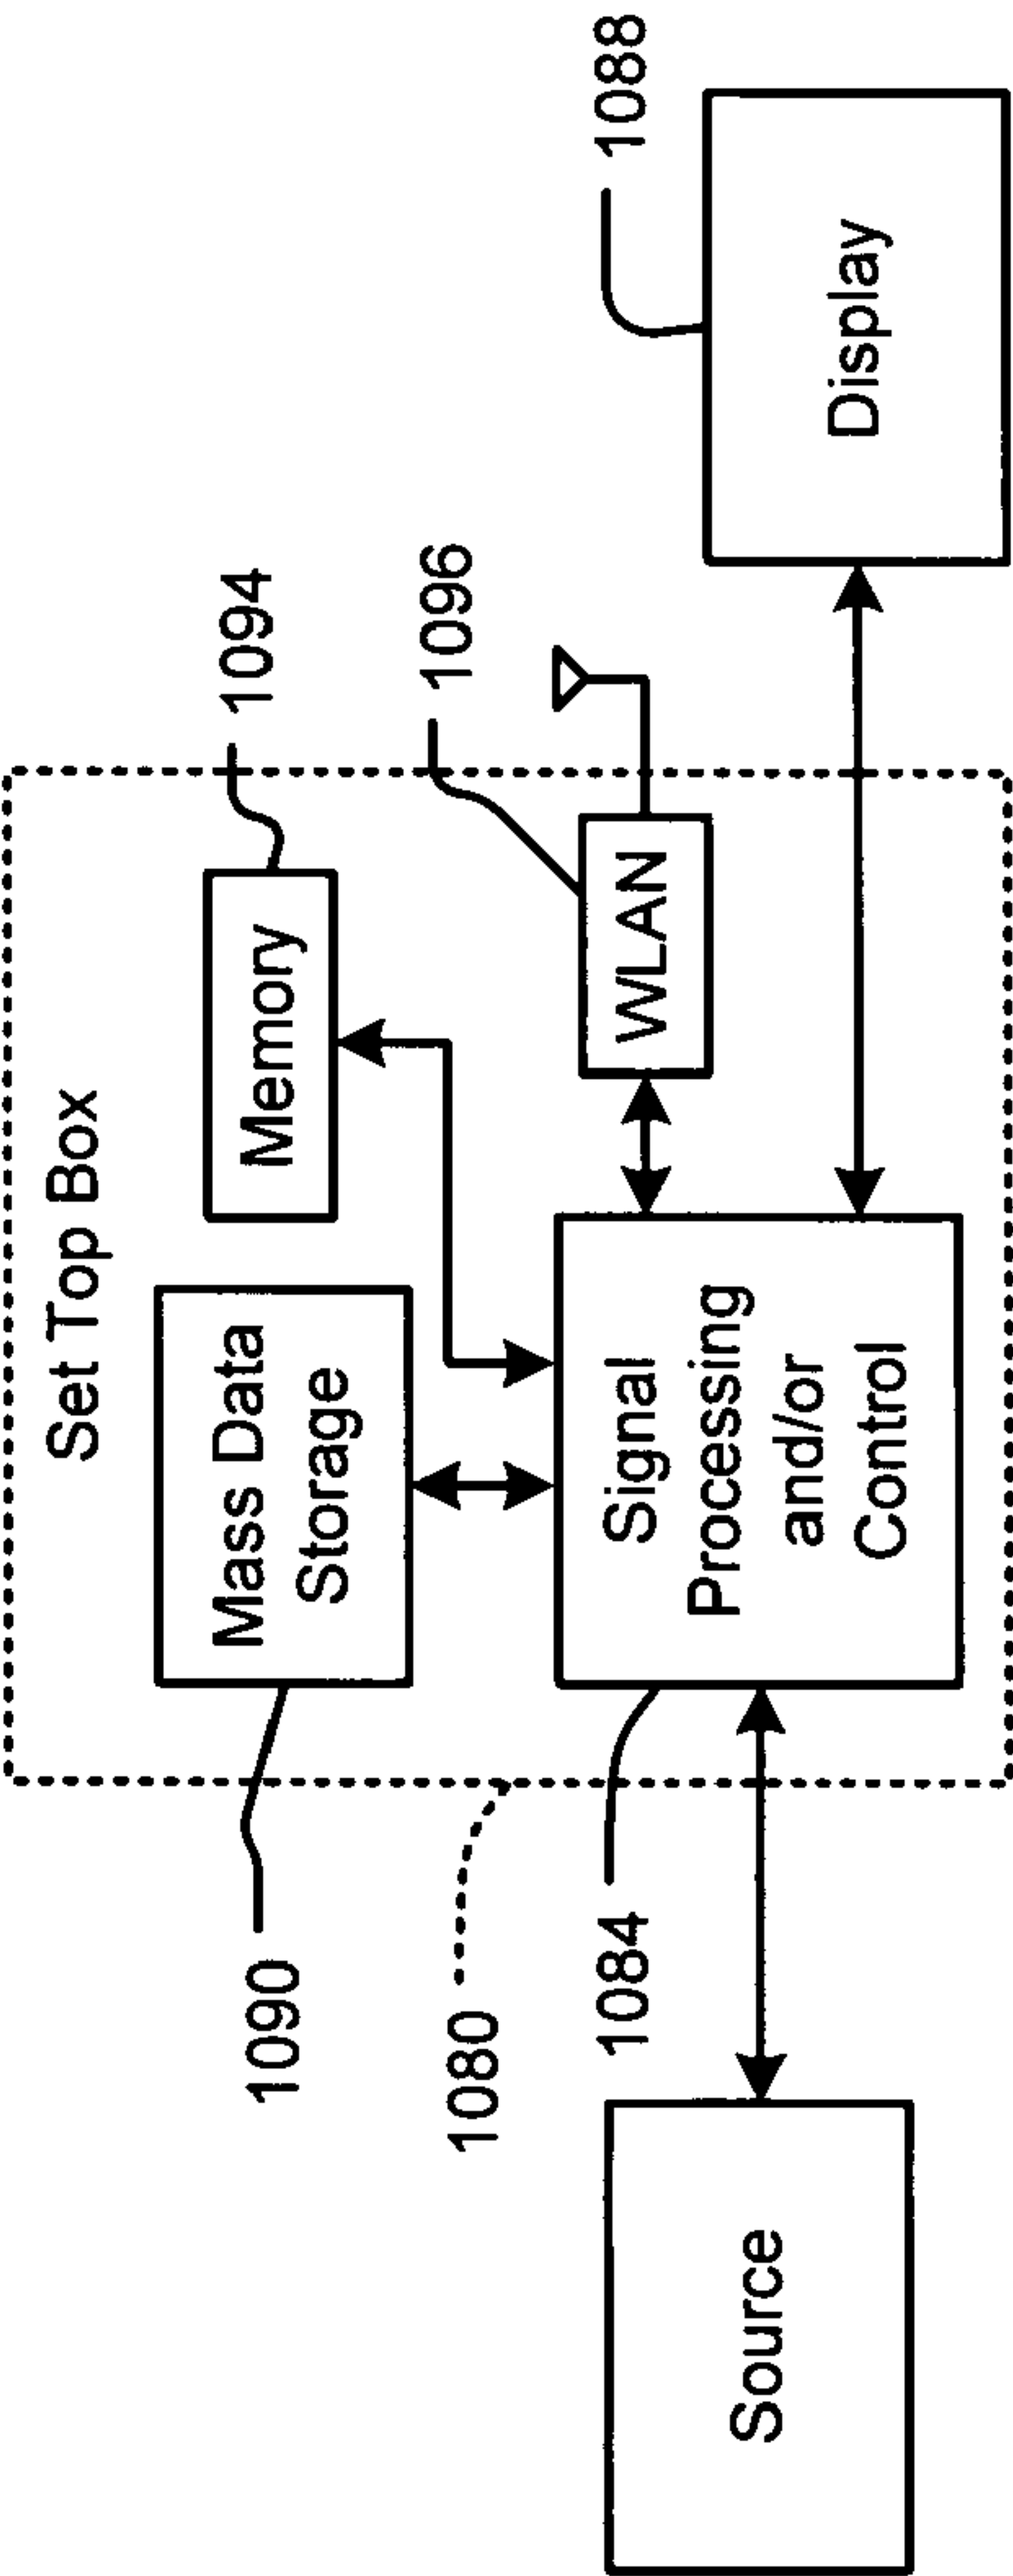 Set Top Box
1090
Mass Data
Storage
Memory
1094
1080
1096
1084
Signal
Processing
and/or
Control
WLAN
1088
Source
Display